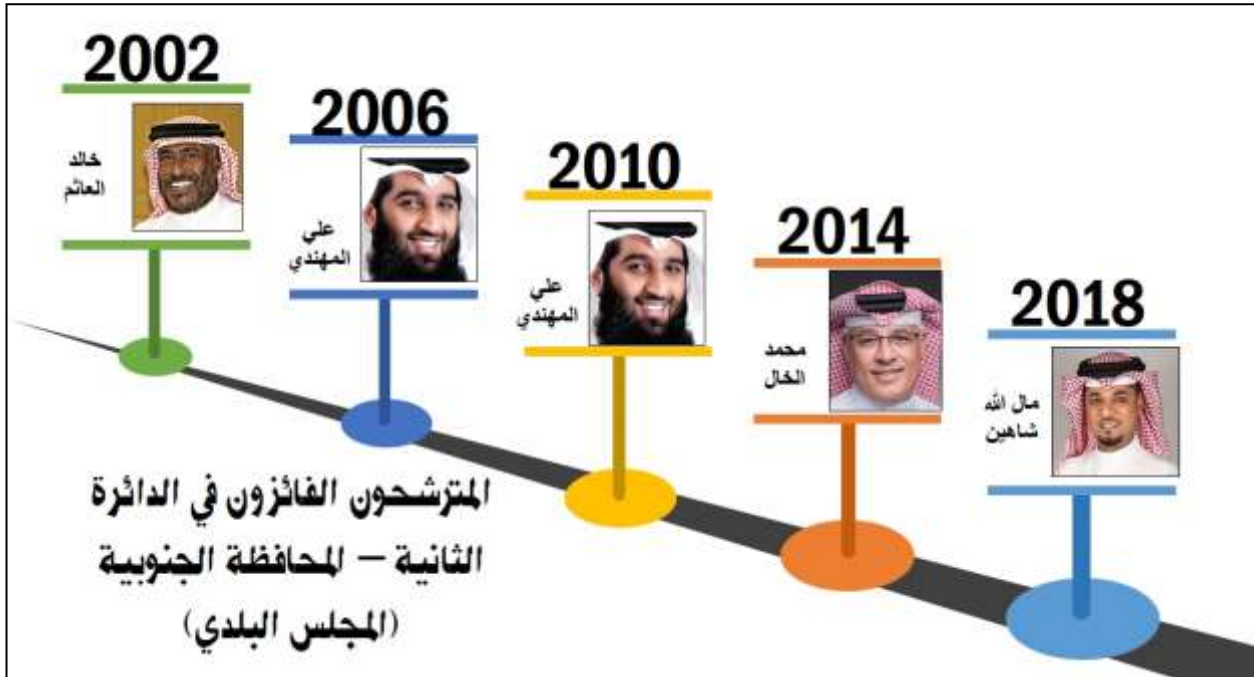 2002
خالد
العاثم
2006
علي
المهندي
2010
علي
المهندي
2014
محمد
الخال
2018
مال الله
شاهين
المترشحون الفائزون في الدائرة
الثانية – المحافظة الجنوبية
(المجلس البلدي)